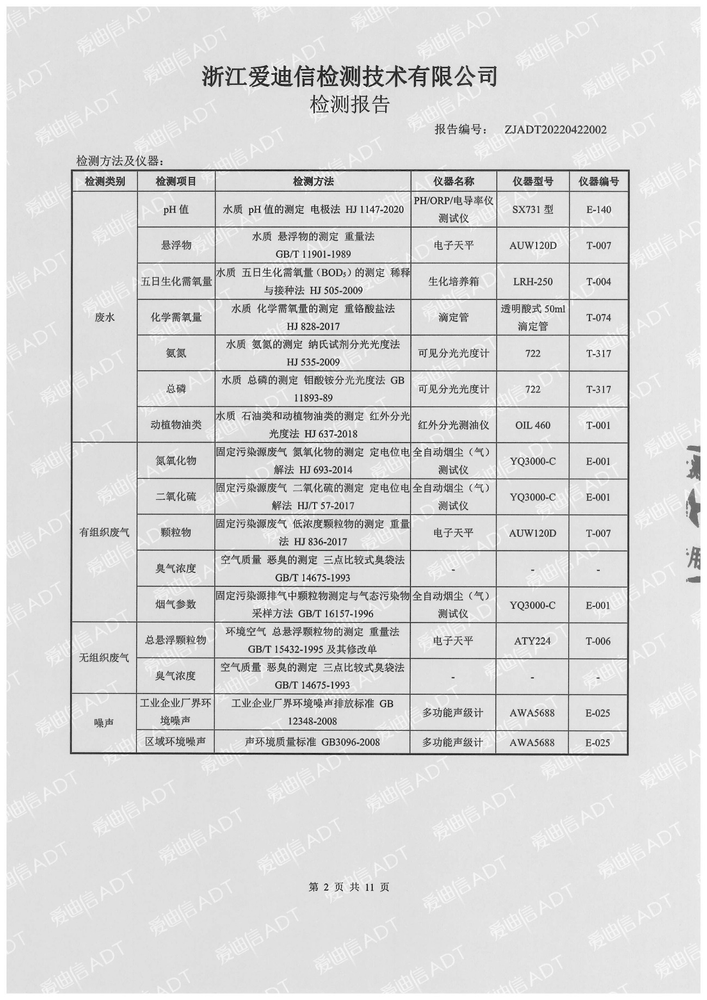 浙江爱迪信检测技术有限公司
检测报告
报告编号： ZJADT20220422002
检测方法及仪器：
检测类别 检测项目 检测方法 仪器名称 仪器型号 仪器编号
废水
pH 值 水质 pH 值的测定 电极法 HJ 1147-2020 PH/ORP/电导率仪
测试仪 SX731 型 E-140
悬浮物 水质 悬浮物的测定 重量法
GB/T 11901-1989 电子天平 AUW120D T-007
五日生化需氧量 水质 五日生化需氧量（BOD₅）的测定 稀释
与接种法 HJ 505-2009 生化培养箱 LRH-250 T-004
化学需氧量 水质 化学需氧量的测定 重铬酸盐法
HJ 828-2017 滴定管 透明酸式 50ml
滴定管 T-074
氨氮 水质 氨氮的测定 纳氏试剂分光光度法
HJ 535-2009 可见分光光度计 722 T-317
总磷 水质 总磷的测定 钼酸铵分光光度法 GB
11893-89 可见分光光度计 722 T-317
动植物油类 水质 石油类和动植物油类的测定 红外分光
光度法 HJ 637-2018 红外分光测油仪 OIL 460 T-001
有组织废气
氮氧化物 固定污染源废气 氮氧化物的测定 定电位电
解法 HJ 693-2014 全自动烟尘（气）
测试仪 YQ3000-C E-001
二氧化硫 固定污染源废气 二氧化硫的测定 定电位电
解法 HJ/T 57-2017 全自动烟尘（气）
测试仪 YQ3000-C E-001
颗粒物 固定污染源废气 低浓度颗粒物的测定 重量
法 HJ 836-2017 电子天平 AUW120D T-007
臭气浓度 空气质量 恶臭的测定 三点比较式臭袋法
GB/T 14675-1993 - - -
烟气参数 固定污染源排气中颗粒物测定与气态污染物
采样方法 GB/T 16157-1996 全自动烟尘（气）
测试仪 YQ3000-C E-001
无组织废气
总悬浮颗粒物 环境空气 总悬浮颗粒物的测定 重量法
GB/T 15432-1995 及其修改单 电子天平 ATY224 T-006
臭气浓度 空气质量 恶臭的测定 三点比较式臭袋法
GB/T 14675-1993 - - -
噪声
工业企业厂界环
境噪声 工业企业厂界环境噪声排放标准 GB
12348-2008 多功能声级计 AWA5688 E-025
区域环境噪声 声环境质量标准 GB3096-2008 多功能声级计 AWA5688 E-025
第 2 页 共 11 页
爱迪信ADT